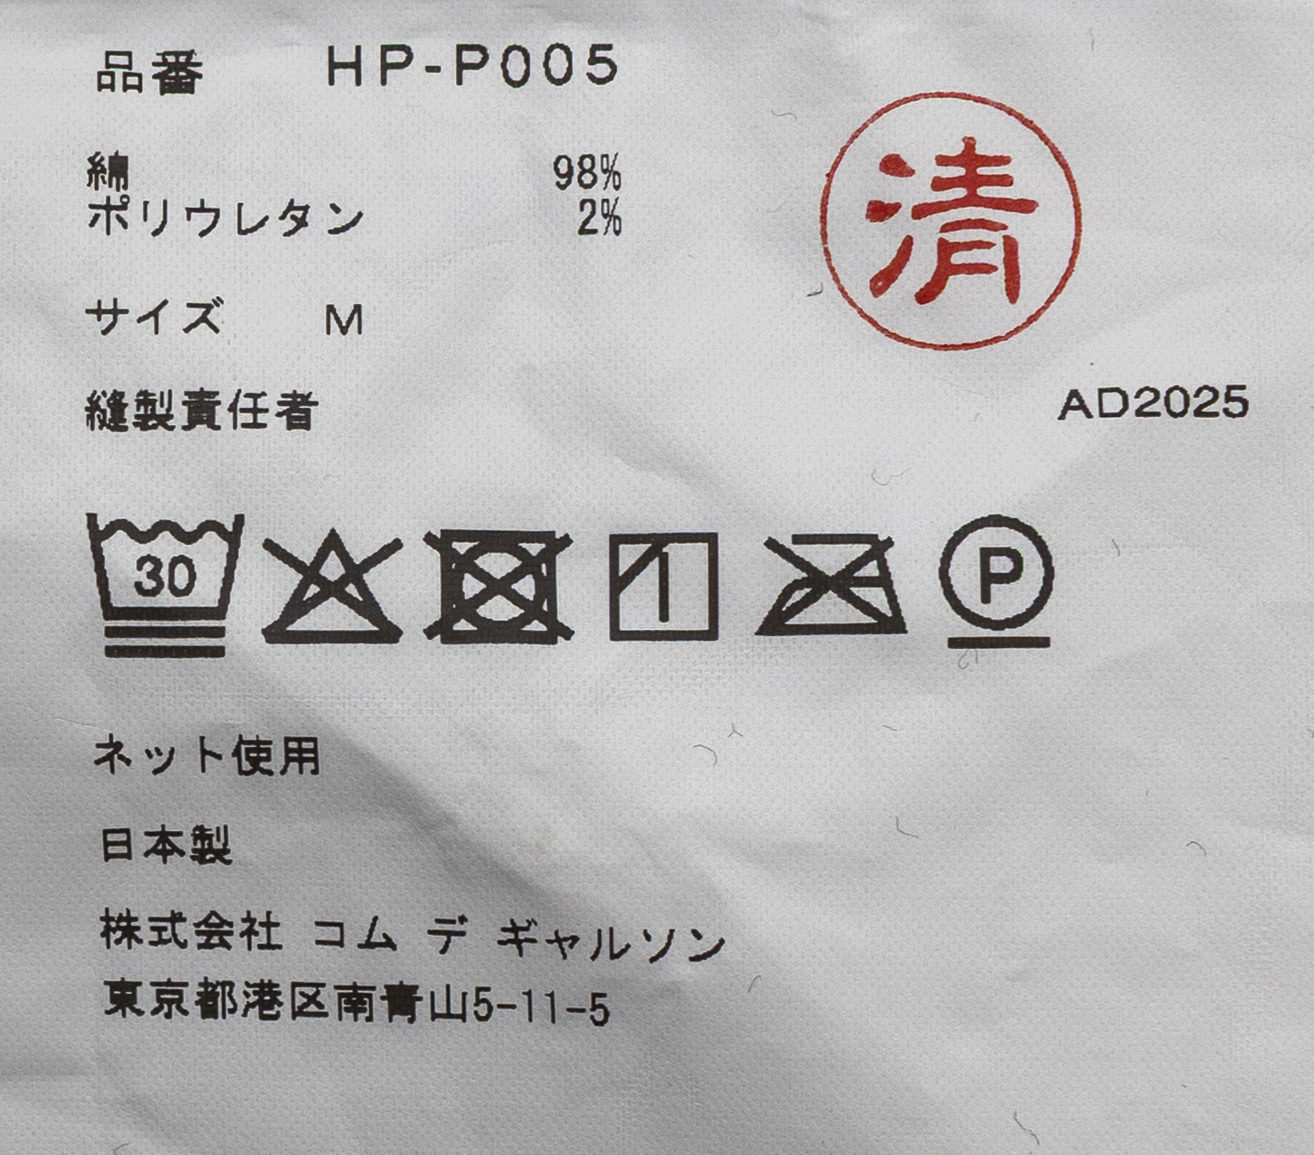 品番 HP-P005
綿 98%
ポリウレタン 2%
サイズ M
清
縫製責任者
AD2025
30
P
ネット使用
日本製
株式会社 コム デ ギャルソン
東京都港区南青山5-11-5